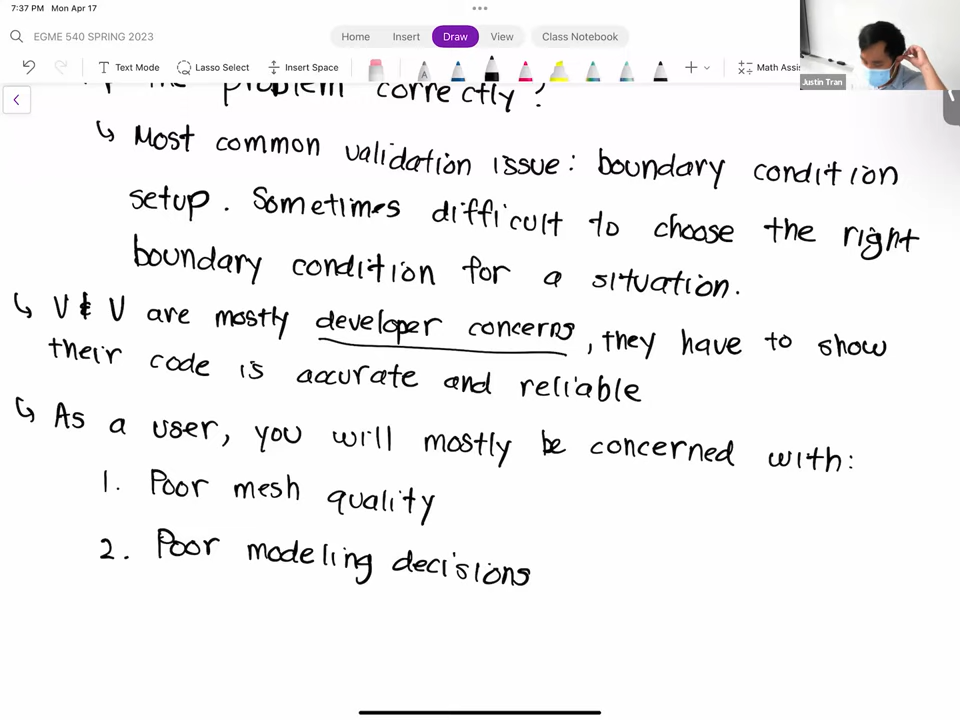 7:37 PM Mon Apr 17
EGME 540 SPRING 2023
Home Insert Draw View Class Notebook
Text Mode Lasso Select Insert Space Math Assis
Justin Tran
the problem correctly?
↳ Most common validation issue: boundary condition
setup. Sometimes difficult to choose the right
boundary condition for a situation.
↳ V & V are mostly developer concerns, they have to show
their code is accurate and reliable
↳ As a user, you will mostly be concerned with:
1. Poor mesh quality
2. Poor modeling decisions